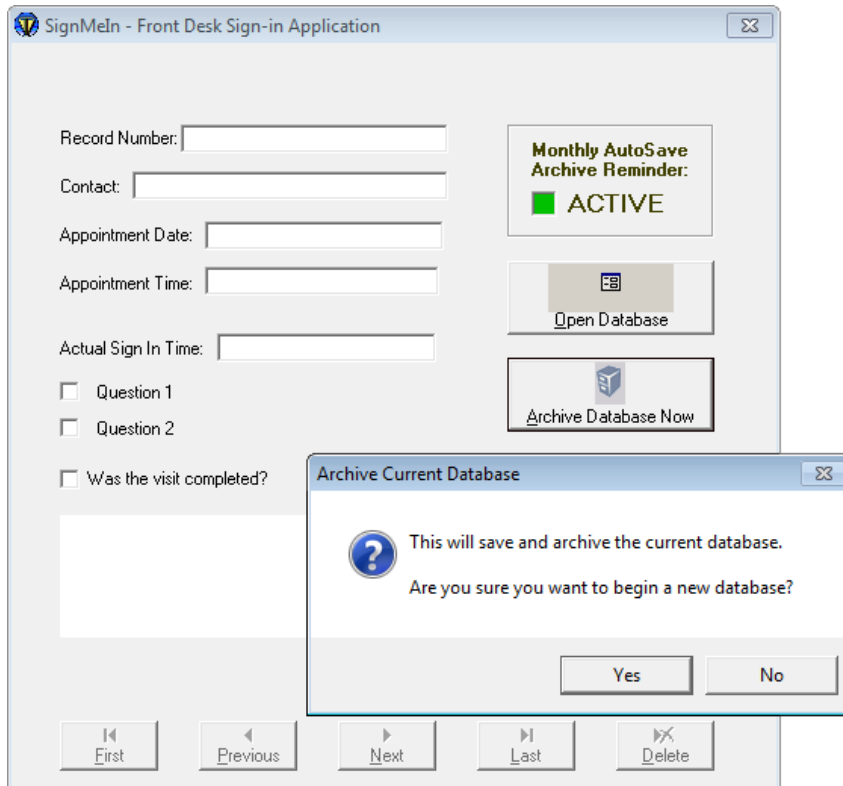 SignMeIn - Front Desk Sign-in Application
Record Number:
Contact:
Appointment Date:
Appointment Time:
Actual Sign In Time:
Question 1
Question 2
Was the visit completed?
Monthly AutoSave
Archive Reminder:
ACTIVE
Open Database
Archive Database Now
Archive Current Database
This will save and archive the current database.
Are you sure you want to begin a new database?
Yes
No
First
Previous
Next
Last
Delete